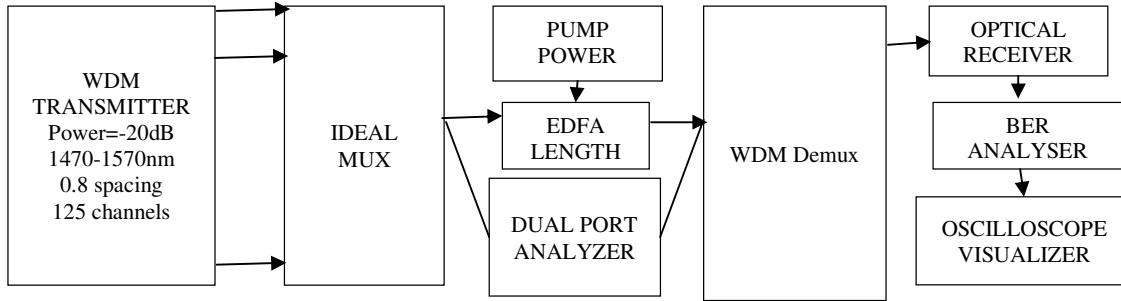 WDM
TRANSMITTER
Power=-20dB
1470-1570nm
0.8 spacing
125 channels
IDEAL
MUX
PUMP
POWER
EDFA
LENGTH
DUAL PORT
ANALYZER
WDM Demux
OPTICAL
RECEIVER
BER
ANALYSER
OSCILLOSCOPE
VISUALIZER